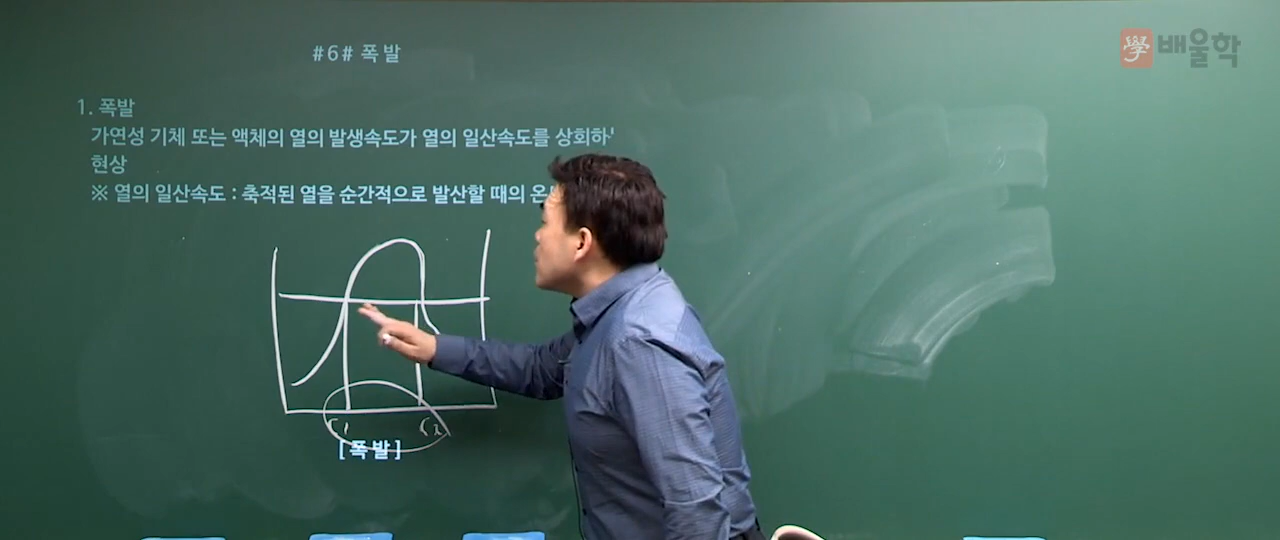 #6# 폭발
學 배울학
1. 폭발
가연성 기체 또는 액체의 열의 발생속도가 열의 일산속도를 상회하
현상
※ 열의 일산속도 : 축적된 열을 순간적으로 발산할 때의
C1 C2
[폭발]